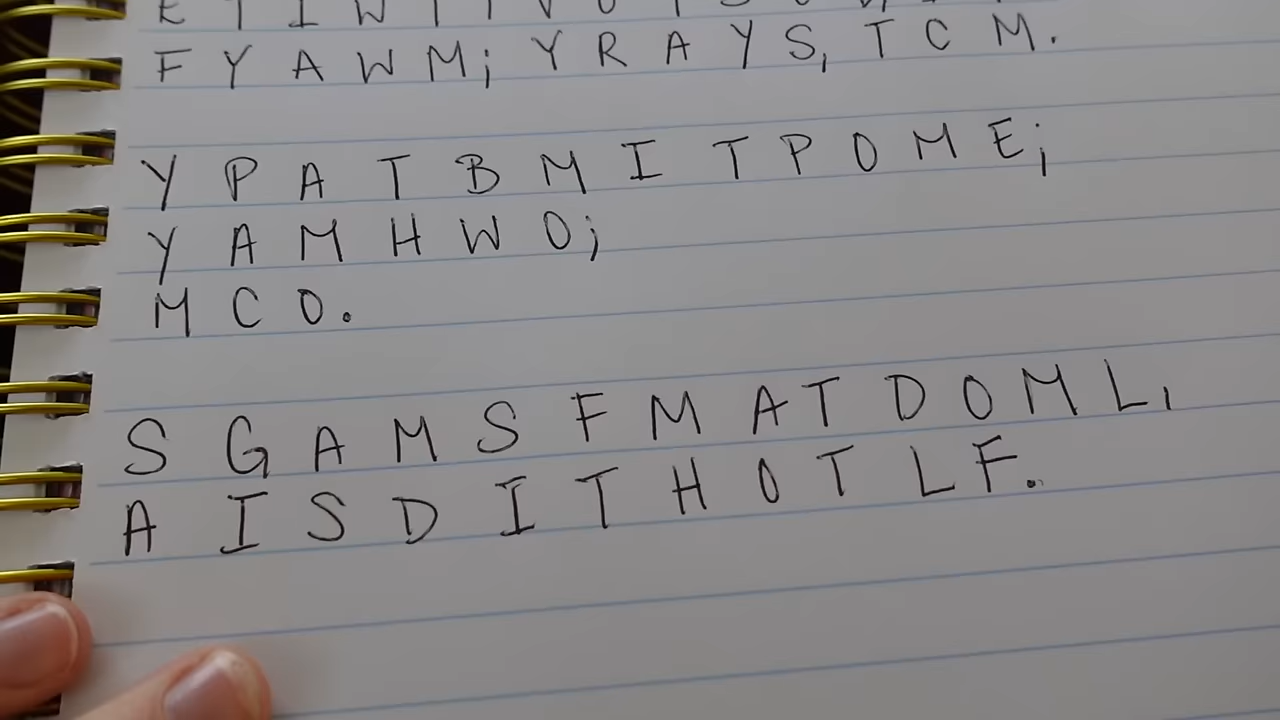 F Y A W M; Y R A Y S, T C M.
Y P A T B M I T P O M E;
Y A M H W O;
M C O.
S G A M S F M A T D O M L,
A I S D I T H O T L F.